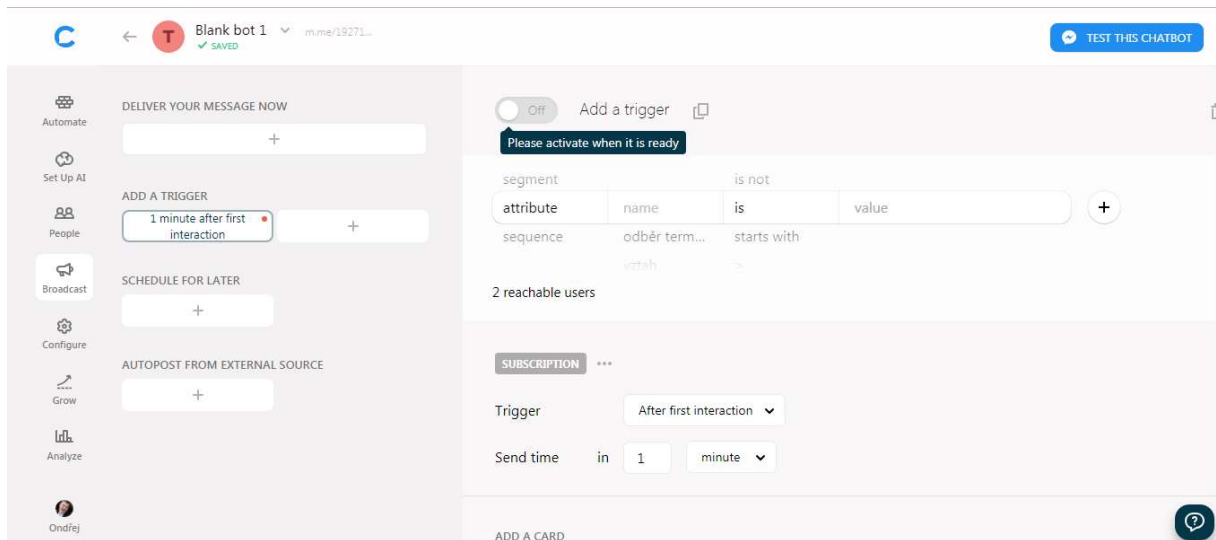 Blank bot 1
m.me/19271...
SAVED
TEST THIS CHATBOT
Automate
Set Up AI
People
Broadcast
Configure
Grow
Analyze
Ondřej
DELIVER YOUR MESSAGE NOW
+
ADD A TRIGGER
1 minute after first
interaction
+
SCHEDULE FOR LATER
+
AUTOPOST FROM EXTERNAL SOURCE
+
Off Add a trigger
Please activate when it is ready
segment is not
attribute name is value +
sequence odběr term... starts with
vztah >
2 reachable users
SUBSCRIPTION ...
Trigger After first interaction
Send time in 1 minute
ADD A CARD
T
C
?